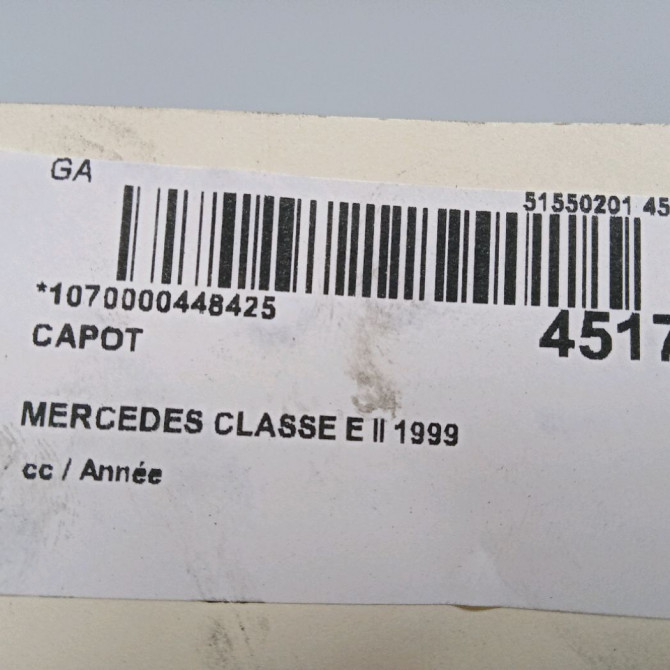 GA
51550201 45
*1070000448425
CAPOT
4517
MERCEDES CLASSE E II 1999
cc / Année